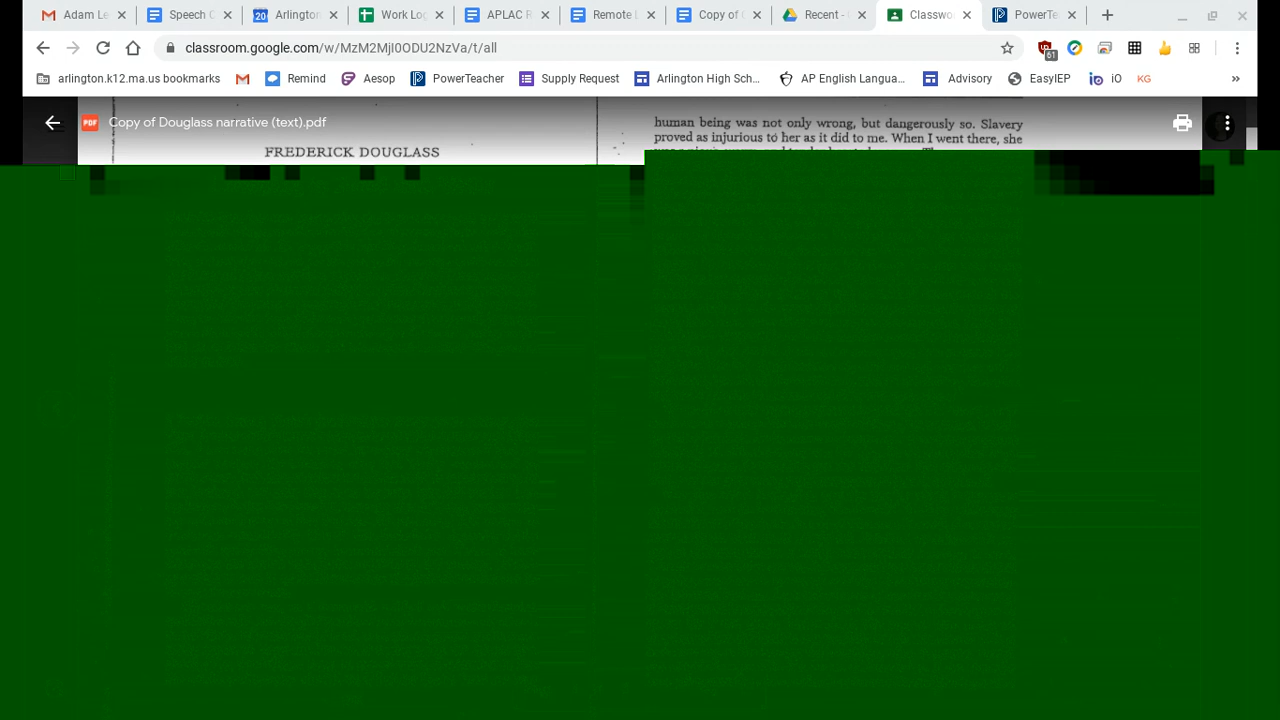 Adam Le
Speech C
20
Arlington
Work Log
APLAC R
Remote L
Copy of
Recent -
Classwo
PowerTe
classroom.google.com/w/MzM2MjI0ODU2NzVa/t/all
61
arlington.k12.ma.us bookmarks
Remind
Aesop
PowerTeacher
Supply Request
Arlington High Sch...
AP English Langua...
Advisory
EasyIEP
iO
KG
PDF
Copy of Douglass narrative (text).pdf
FREDERICK DOUGLASS
human being was not only wrong, but dangerously so. Slavery
proved as injurious to her as it did to me. When I went there, she